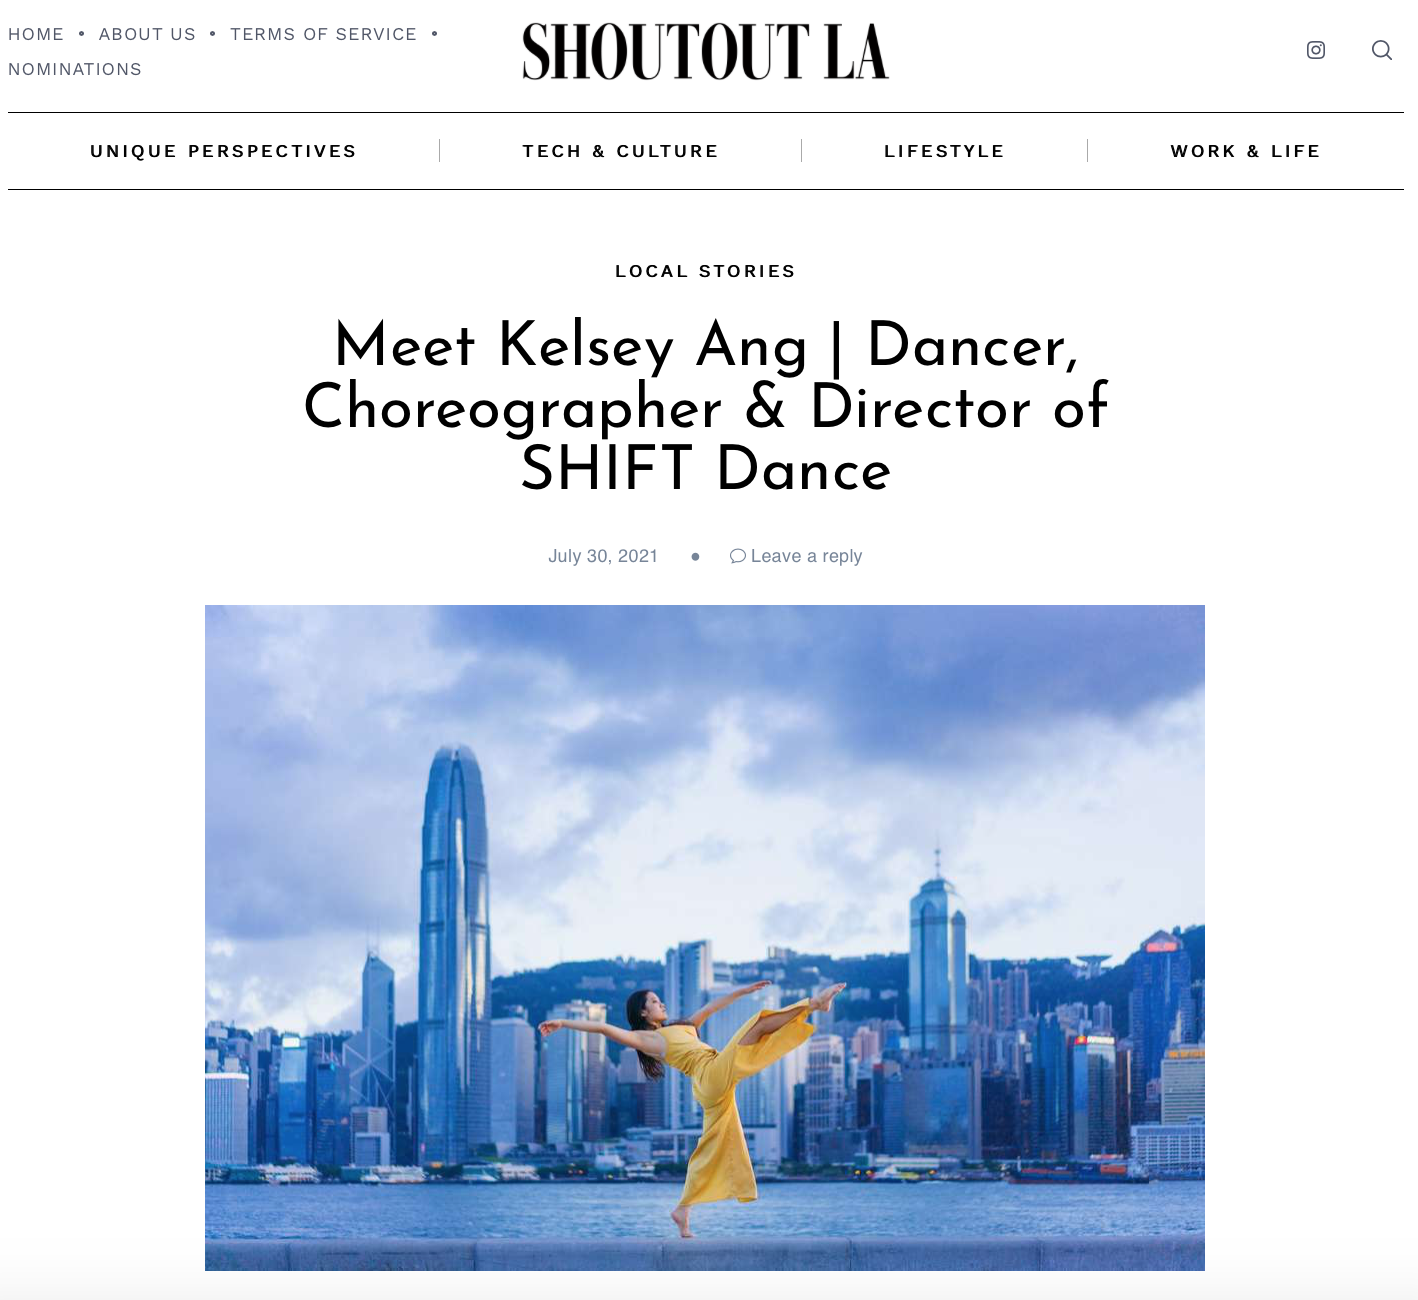 HOME • ABOUT US • TERMS OF SERVICE •
NOMINATIONS
SHOUTOUT LA
UNIQUE PERSPECTIVES
TECH & CULTURE
LIFESTYLE
WORK & LIFE
LOCAL STORIES
Meet Kelsey Ang | Dancer,
Choreographer & Director of
SHIFT Dance
July 30, 2021 • Leave a reply